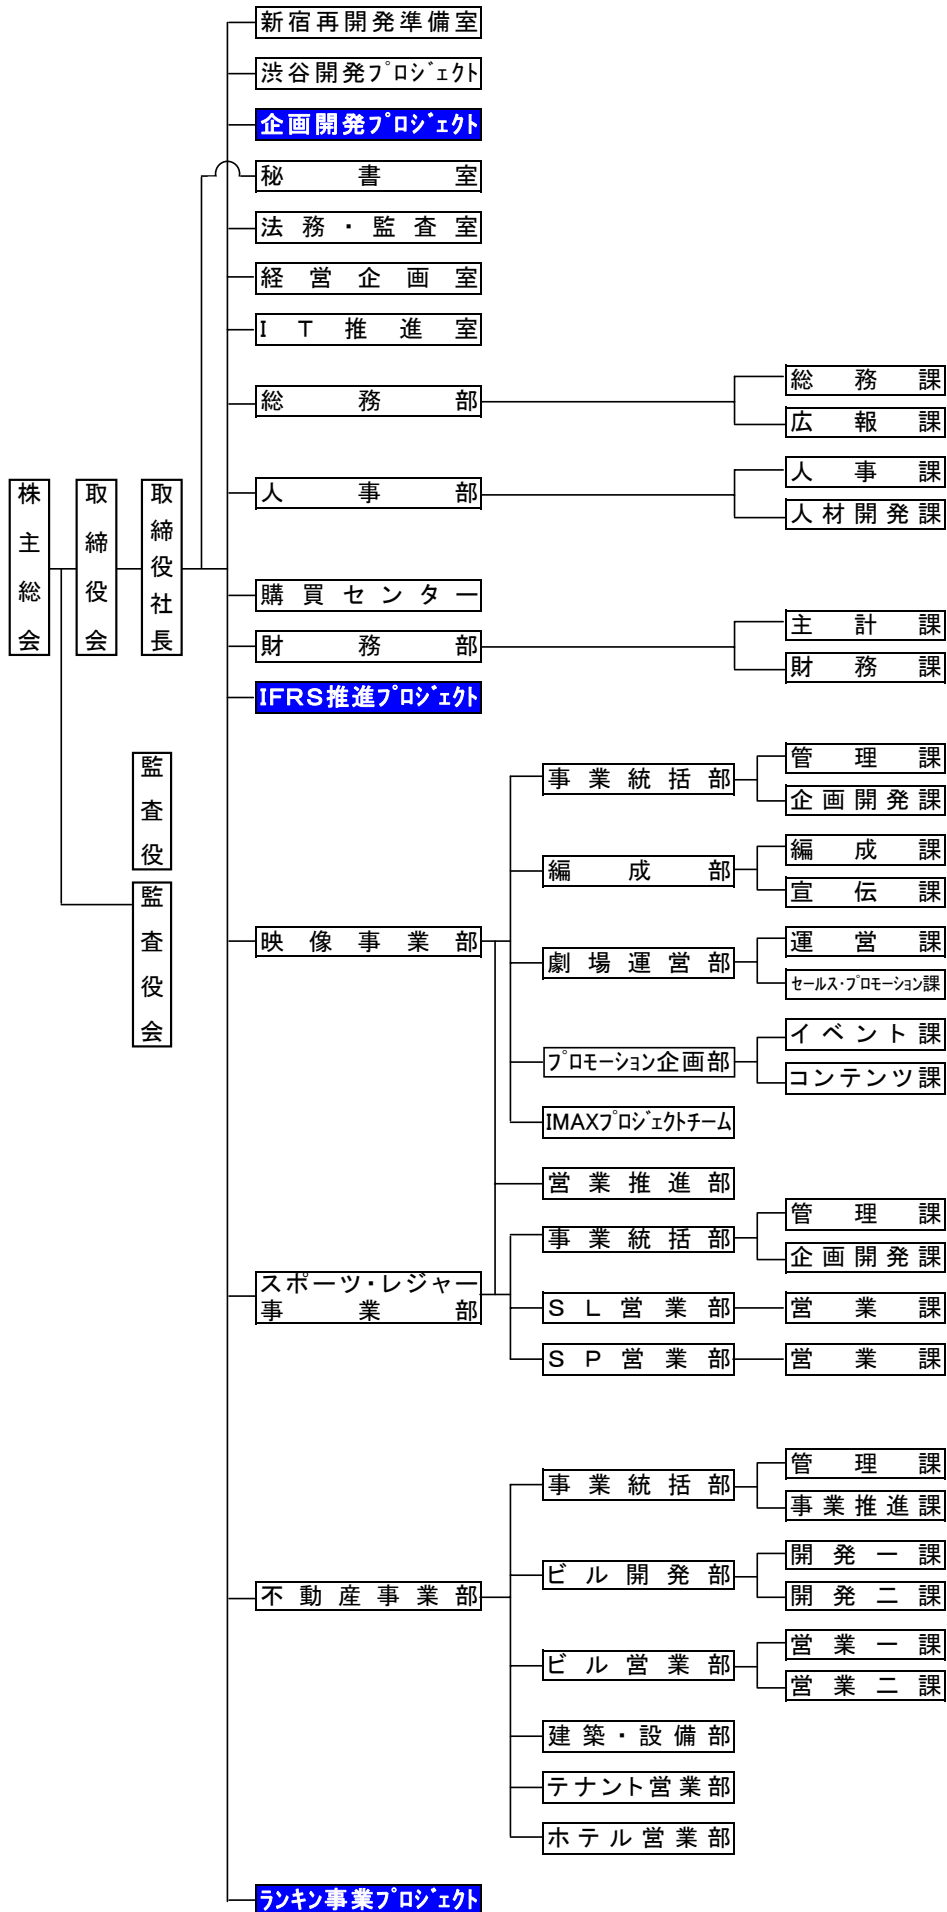 株主総会
取締役会
取締役社長
監査役
監査役会
新宿再開発準備室
渋谷開発プロジェクト
企画開発プロジェクト
秘書室
法務・監査室
経営企画室
IT推進室
総務部
総務課
広報課
人事部
人事課
人材開発課
購買センター
財務部
主計課
財務課
IFRS推進プロジェクト
映像事業部
事業統括部
管理課
企画開発課
編成部
編成課
宣伝課
劇場運営部
運営課
セールス・プロモーション課
プロモーション企画部
イベント課
コンテンツ課
IMAXプロジェクトチーム
営業推進部
スポーツ・レジャー
事業部
事業統括部
管理課
企画開発課
SL営業部
営業課
SP営業部
営業課
不動産事業部
事業統括部
管理課
事業推進課
ビル開発部
開発一課
開発二課
ビル営業部
営業一課
営業二課
建築・設備部
テナント営業部
ホテル営業部
ランキン事業プロジェクト